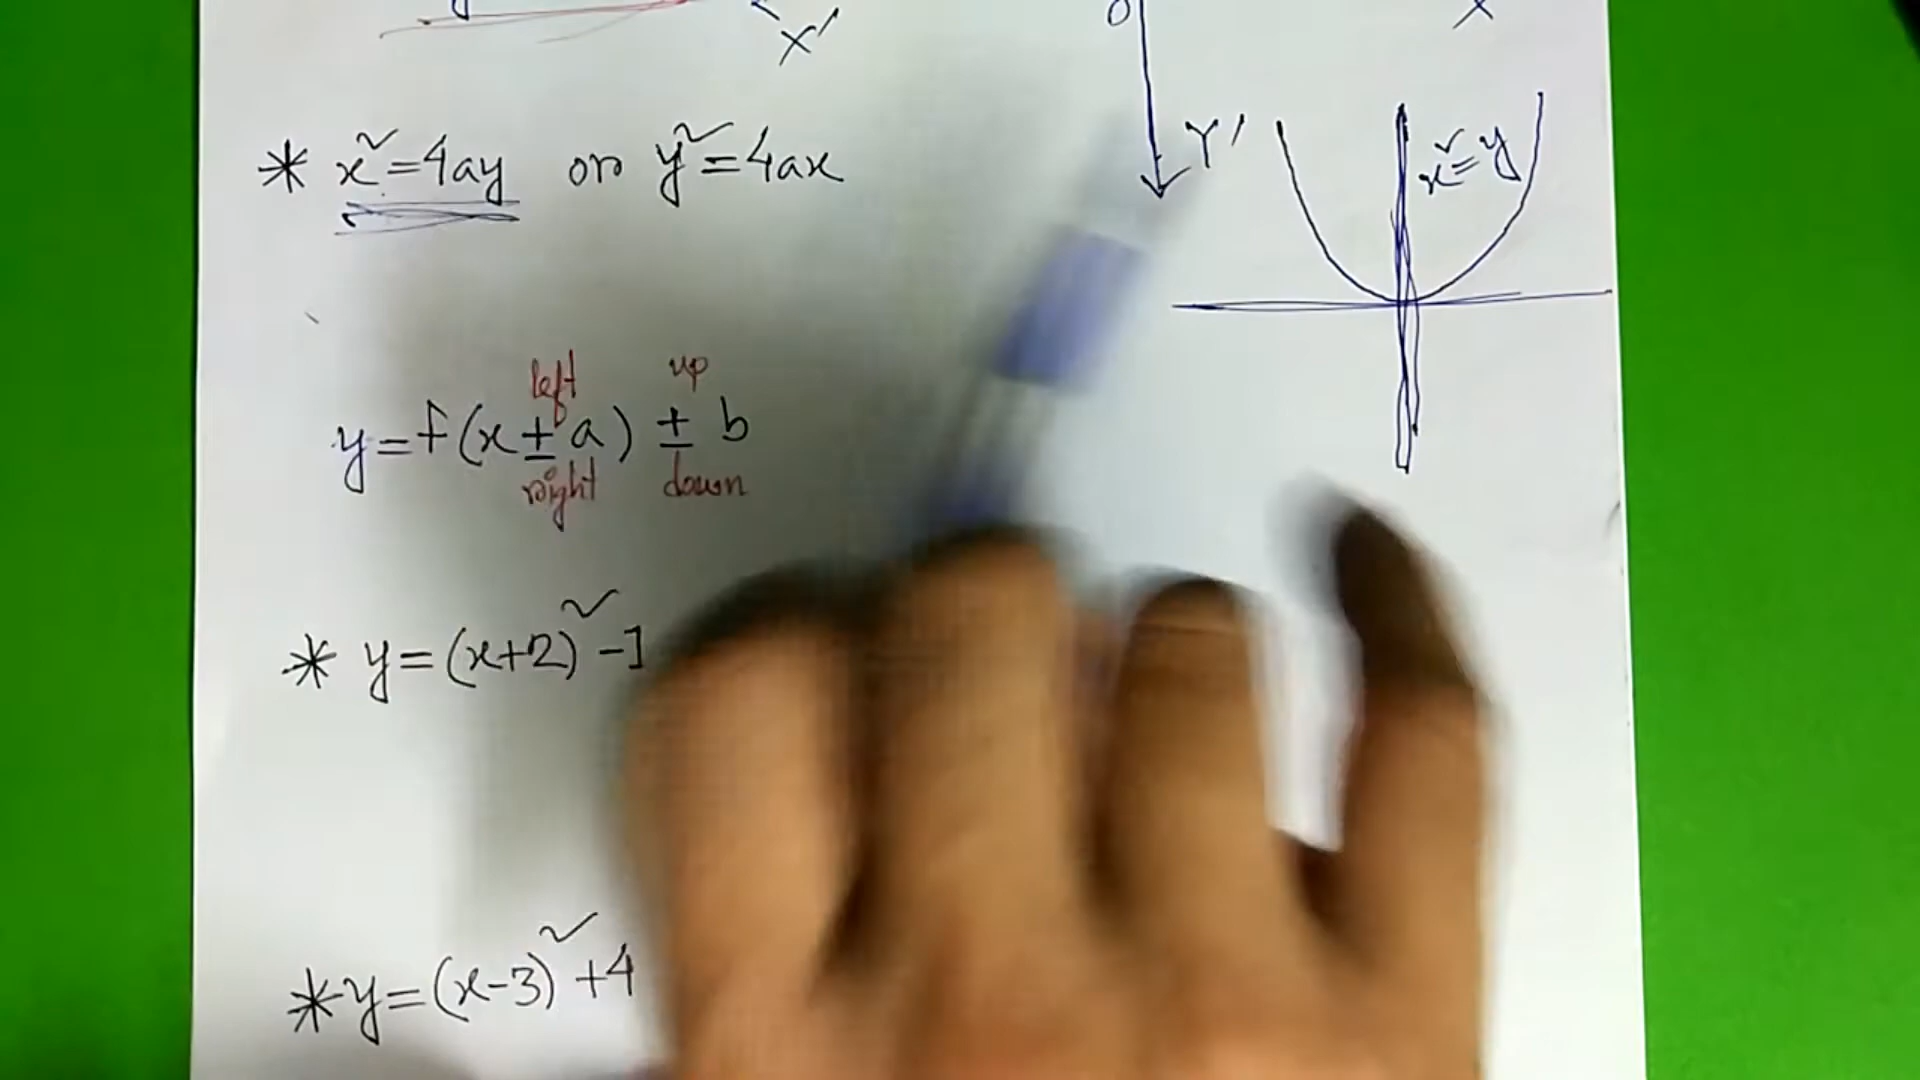 X'
O
X
Y'
* x²=4ay or y²=4ax
x²=y
left up
y=f(x±a) ± b
right down
* y=(x+2)²-1
* y=(x-3)²+4